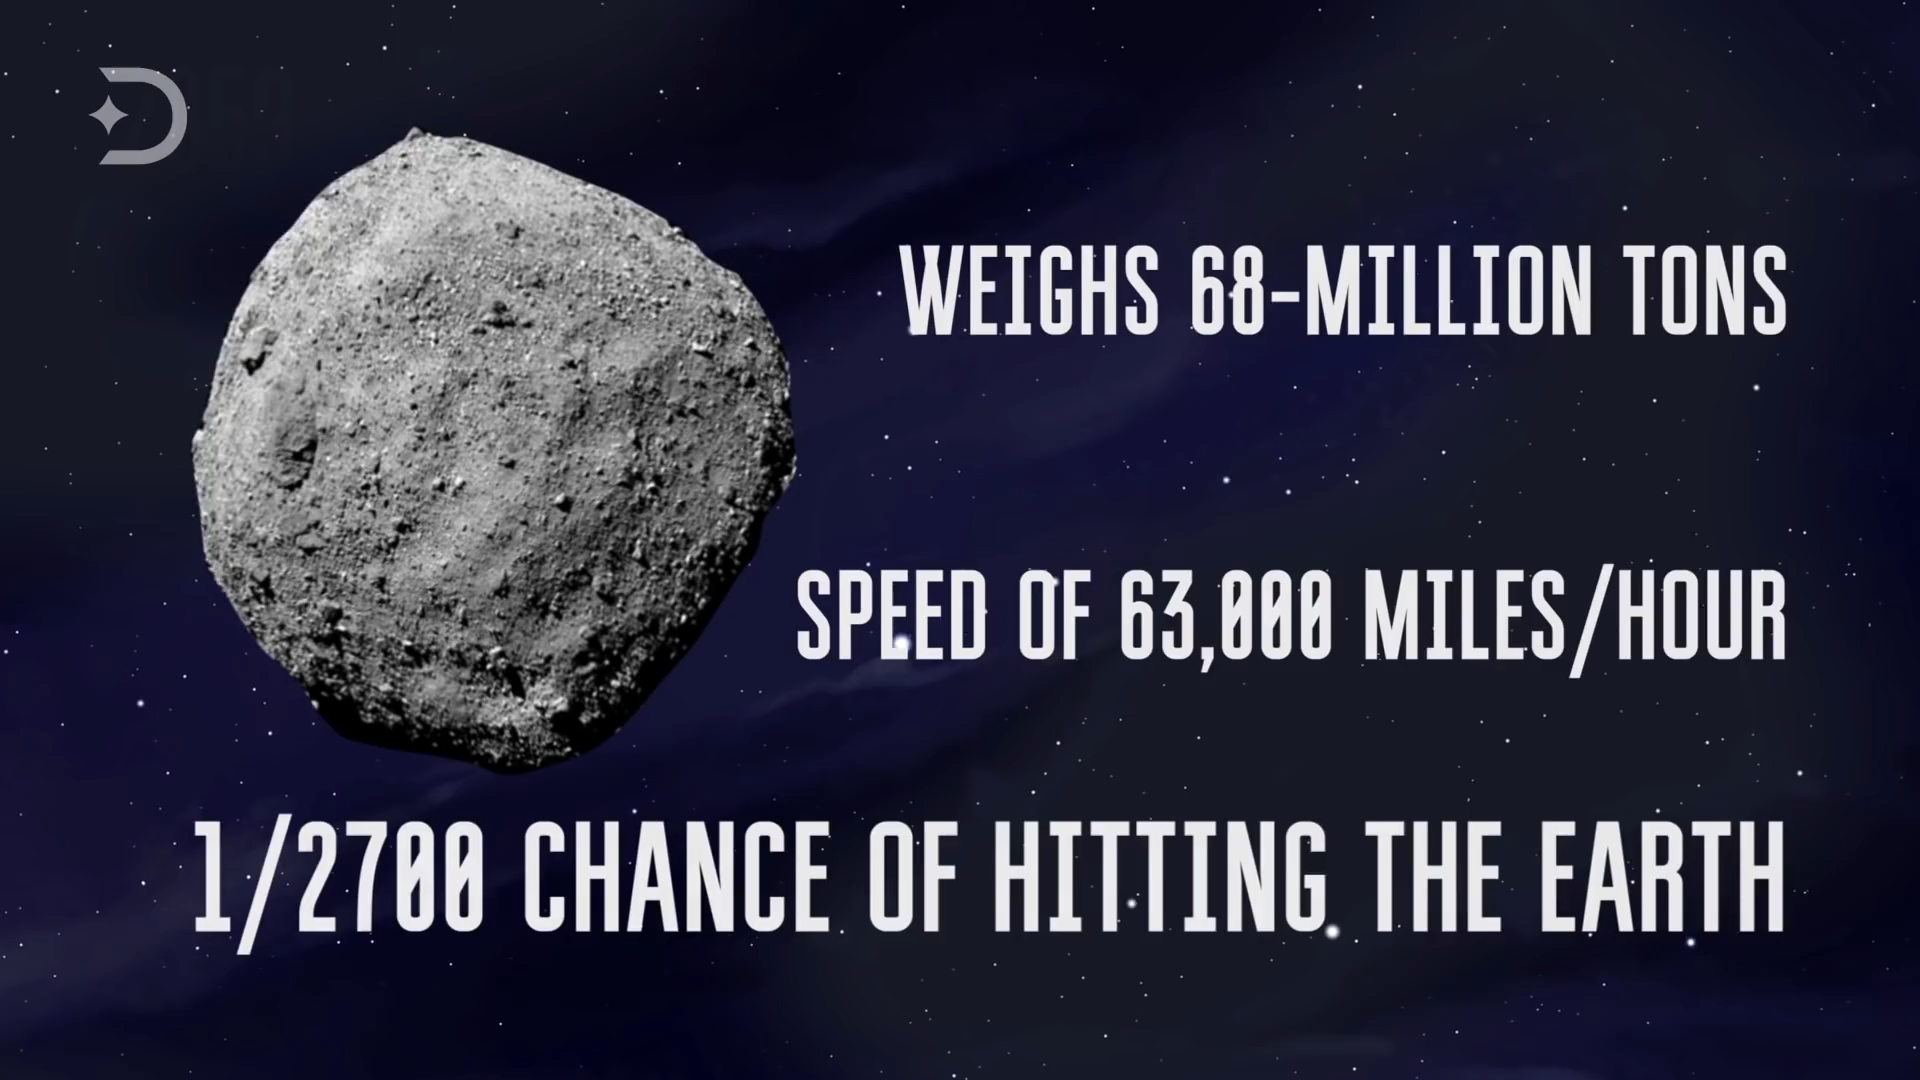 WEIGHS 68-MILLION TONS
SPEED OF 63,000 MILES/HOUR
1/2700 CHANCE OF HITTING THE EARTH